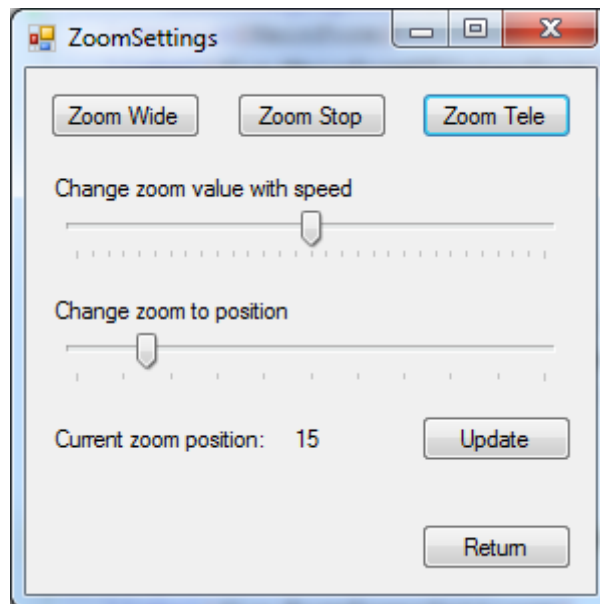 ZoomSettings
Zoom Wide Zoom Stop Zoom Tele
Change zoom value with speed
Change zoom to position
Current zoom position: 15 Update
Return